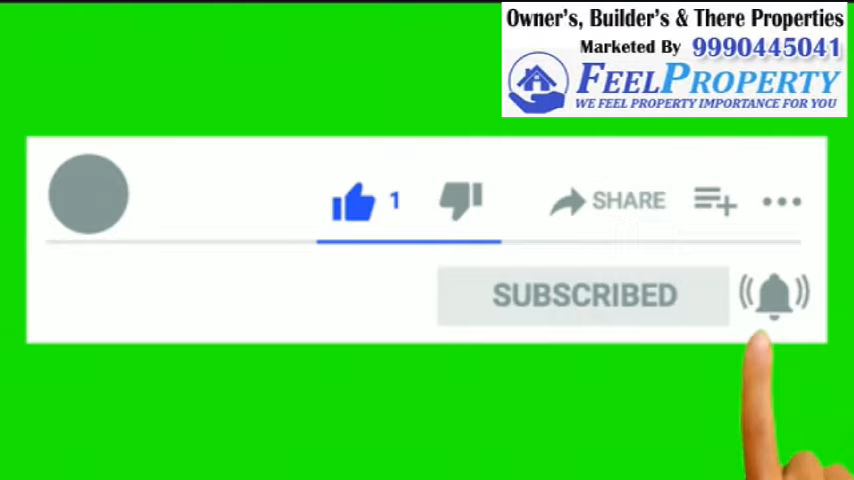 Owner's, Builder's & There Properties
Marketed By 9990445041
FEELPROPERTY
WE FEEL PROPERTY IMPORTANCE FOR YOU
1
SHARE
SUBSCRIBED